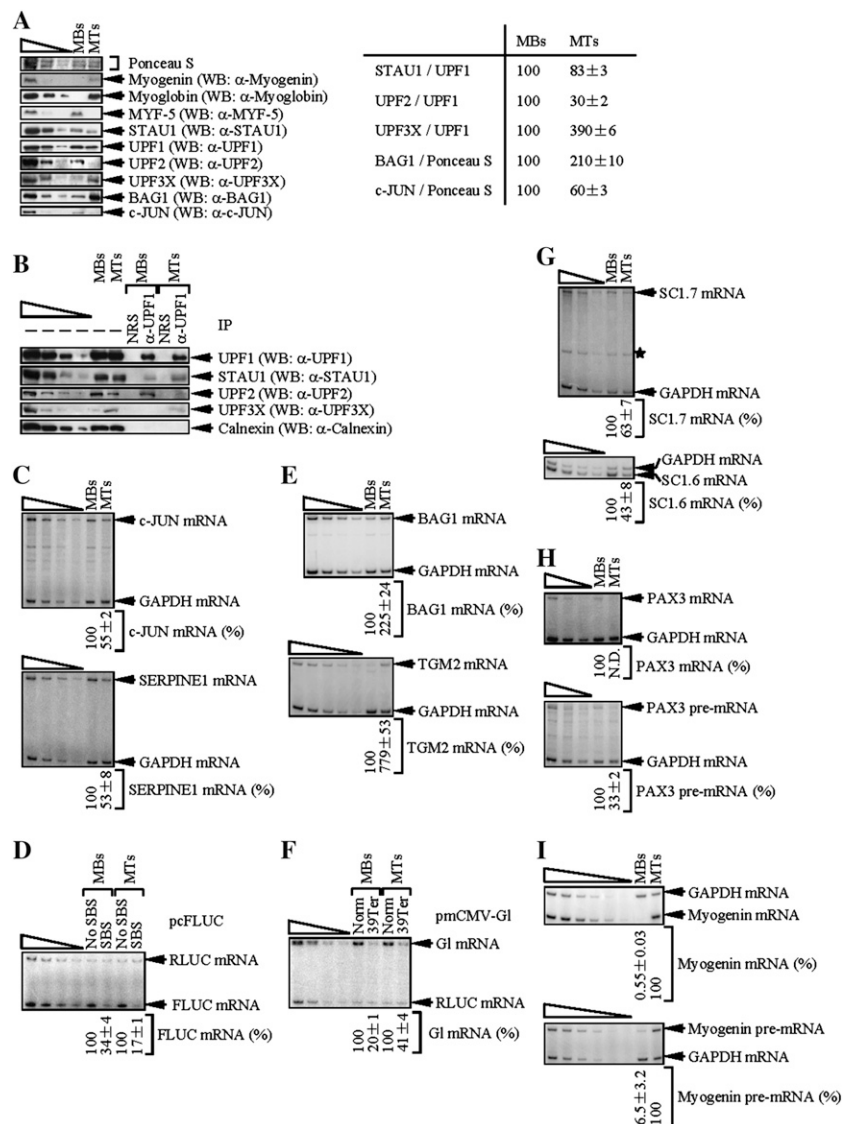 A
MBs
MTs
Ponceau S
Myogenin (WB: α-Myogenin)
Myoglobin (WB: α-Myoglobin)
MYF-5 (WB: α-MYF-5)
STAU1 (WB: α-STAU1)
UPF1 (WB: α-UPF1)
UPF2 (WB: α-UPF2)
UPF3X (WB: α-UPF3X)
BAG1 (WB: α-BAG1)
c-JUN (WB: α-c-JUN)
MBs MTs
STAU1 / UPF1 100 83±3
UPF2 / UPF1 100 30±2
UPF3X / UPF1 100 390±6
BAG1 / Ponceau S 100 210±10
c-JUN / Ponceau S 100 60±3
B
MBs
MTs
MBs
MTs
NRS
α-UPF1
NRS
α-UPF1
IP
UPF1 (WB: α-UPF1)
STAU1 (WB: α-STAU1)
UPF2 (WB: α-UPF2)
UPF3X (WB: α-UPF3X)
Calnexin (WB: α-Calnexin)
C
MBs
MTs
c-JUN mRNA
GAPDH mRNA
100
55±2
c-JUN mRNA (%)
SERPINE1 mRNA
GAPDH mRNA
100
53±8
SERPINE1 mRNA (%)
D
MBs
MTs
No SBS
SBS
No SBS
SBS
pcFLUC
RLUC mRNA
FLUC mRNA
100
34±4
100
17±1
FLUC mRNA (%)
E
MBs
MTs
BAG1 mRNA
GAPDH mRNA
100
225±24
BAG1 mRNA (%)
TGM2 mRNA
GAPDH mRNA
100
779±53
TGM2 mRNA (%)
F
MBs
MTs
Norm
39Ter
Norm
39Ter
pmCMV-Gl
Gl mRNA
RLUC mRNA
100
20±1
100
41±4
Gl mRNA (%)
G
MBs
MTs
SC1.7 mRNA
GAPDH mRNA
100
63±7
SC1.7 mRNA (%)
GAPDH mRNA
SC1.6 mRNA
100
43±8
SC1.6 mRNA (%)
H
MBs
MTs
PAX3 mRNA
GAPDH mRNA
100
N.D.
PAX3 mRNA (%)
PAX3 pre-mRNA
GAPDH mRNA
100
33±2
PAX3 pre-mRNA (%)
I
MBs
MTs
GAPDH mRNA
Myogenin mRNA
0.55±0.03
100
Myogenin mRNA (%)
Myogenin pre-mRNA
GAPDH mRNA
6.5±3.2
100
Myogenin pre-mRNA (%)